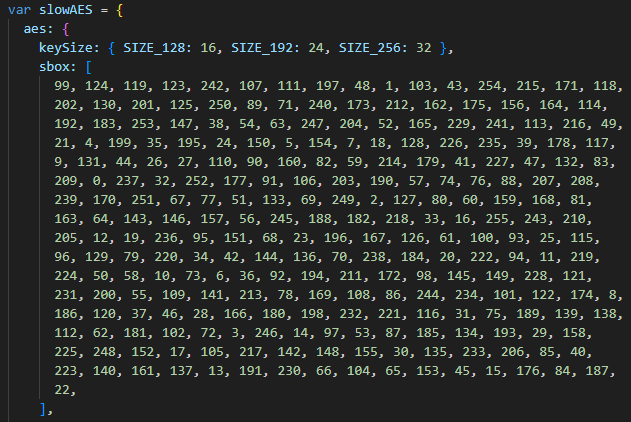 var slowAES = {
aes: {
keySize: { SIZE_128: 16, SIZE_192: 24, SIZE_256: 32 },
sbox: [
99, 124, 119, 123, 242, 107, 111, 197, 48, 1, 103, 43, 254, 215, 171, 118,
202, 130, 201, 125, 250, 89, 71, 240, 173, 212, 162, 175, 156, 164, 114,
192, 183, 253, 147, 38, 54, 63, 247, 204, 52, 165, 229, 241, 113, 216, 49,
21, 4, 199, 35, 195, 24, 150, 5, 154, 7, 18, 128, 226, 235, 39, 178, 117,
9, 131, 44, 26, 27, 110, 90, 160, 82, 59, 214, 179, 41, 227, 47, 132, 83,
209, 0, 237, 32, 252, 177, 91, 106, 203, 190, 57, 74, 76, 88, 207, 208,
239, 170, 251, 67, 77, 51, 133, 69, 249, 2, 127, 80, 60, 159, 168, 81,
163, 64, 143, 146, 157, 56, 245, 188, 182, 218, 33, 16, 255, 243, 210,
205, 12, 19, 236, 95, 151, 68, 23, 196, 167, 126, 61, 100, 93, 25, 115,
96, 129, 79, 220, 34, 42, 144, 136, 70, 238, 184, 20, 222, 94, 11, 219,
224, 50, 58, 10, 73, 6, 36, 92, 194, 211, 172, 98, 145, 149, 228, 121,
231, 200, 55, 109, 141, 213, 78, 169, 108, 86, 244, 234, 101, 122, 174, 8,
186, 120, 37, 46, 28, 166, 180, 198, 232, 221, 116, 31, 75, 189, 139, 138,
112, 62, 181, 102, 72, 3, 246, 14, 97, 53, 87, 185, 134, 193, 29, 158,
225, 248, 152, 17, 105, 217, 142, 148, 155, 30, 135, 233, 206, 85, 40,
223, 140, 161, 137, 13, 191, 230, 66, 104, 65, 153, 45, 15, 176, 84, 187,
22,
],